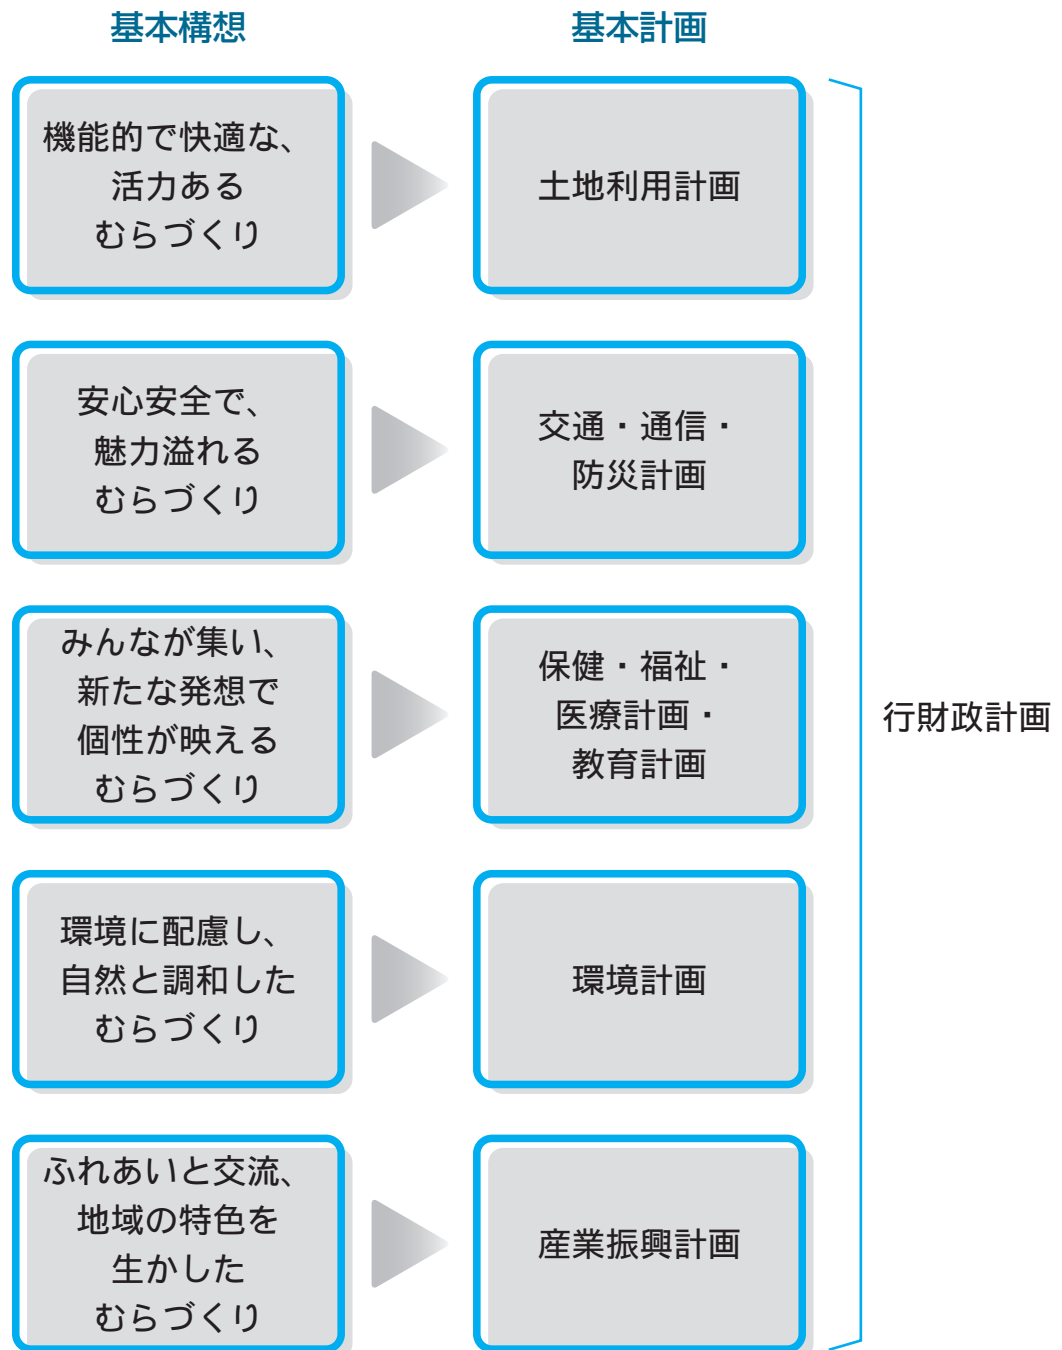 基本構想
基本計画
機能的で快適な、
活力ある
むらづくり
土地利用計画
安心安全で、
魅力溢れる
むらづくり
交通・通信・
防災計画
みんなが集い、
新たな発想で
個性が映える
むらづくり
保健・福祉・
医療計画・
教育計画
環境に配慮し、
自然と調和した
むらづくり
環境計画
ふれあいと交流、
地域の特色を
生かした
むらづくり
産業振興計画
行財政計画